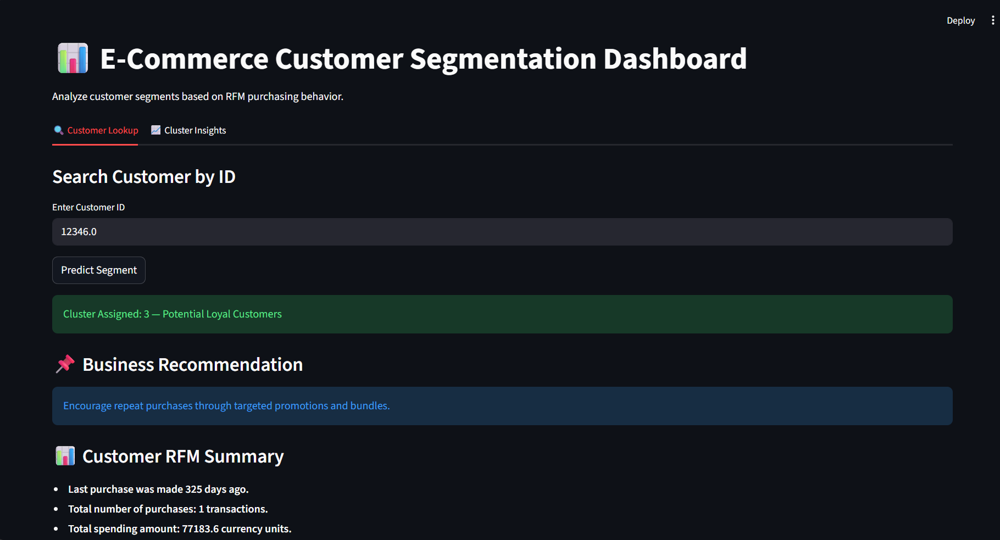 Deploy
E-Commerce Customer Segmentation Dashboard
Analyze customer segments based on RFM purchasing behavior.
Customer Lookup
Cluster Insights
Search Customer by ID
Enter Customer ID
12346.0
Predict Segment
Cluster Assigned: 3 — Potential Loyal Customers
Business Recommendation
Encourage repeat purchases through targeted promotions and bundles.
Customer RFM Summary
Last purchase was made 325 days ago.
Total number of purchases: 1 transactions.
Total spending amount: 77183.6 currency units.